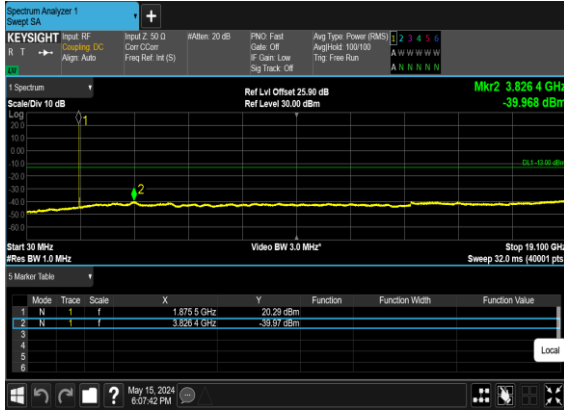 Spectrum Analyzer 1
Swept SA
+
KEYSIGHT Input: RF Input Z: 50 Ω #Atten: 20 dB PNO: Fast Avg Type: Power (RMS) 1 2 3 4 5 6
R T Coupling: DC Corr CCorr Gate: Off Avg|Hold: 100/100 A W W W W W
Align: Auto Freq Ref: Int (S) IF Gain: Low Trig: Free Run
Sig Track: Off A N N N N N
1 Spectrum Ref Lvl Offset 25.90 dB Mkr2 3.826 4 GHz
Scale/Div 10 dB Ref Level 30.00 dBm -39.968 dBm
Log
20.0
10.0
0.00
-10.0
-20.0
-30.0
-40.0
-50.0
-60.0
1
2
DL1 -13.00 dBm
Start 30 MHz Video BW 3.0 MHz* Stop 19.100 GHz
#Res BW 1.0 MHz Sweep 32.0 ms (40001 pts)
5 Marker Table
Mode Trace Scale X Y Function Function Width Function Value
1 N 1 f 1.875 5 GHz 20.29 dBm
2 N 1 f 3.826 4 GHz -39.97 dBm
3
4
5
6
Local
? May 15, 2024
6:07:42 PM